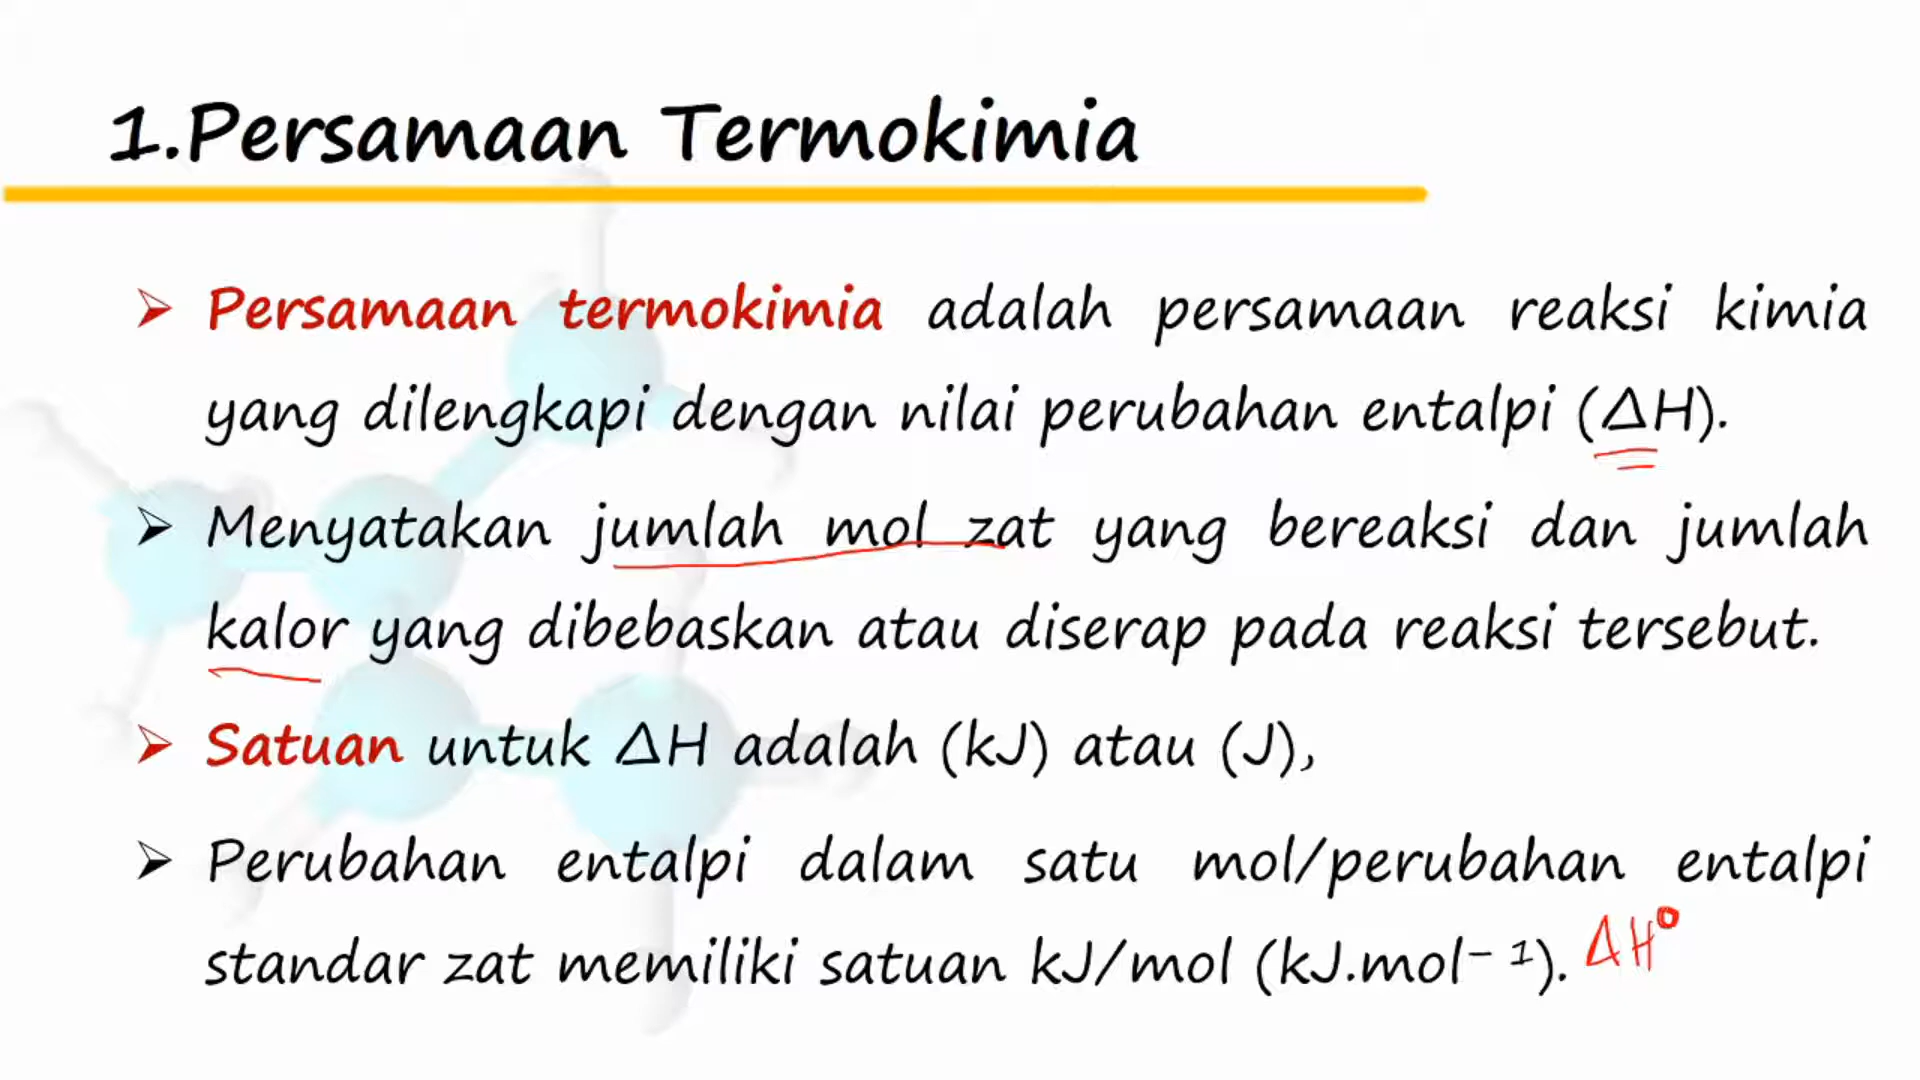 1.Persamaan Termokimia
➢ Persamaan termokimia adalah persamaan reaksi kimia
yang dilengkapi dengan nilai perubahan entalpi (ΔH).
➢ Menyatakan jumlah mol zat yang bereaksi dan jumlah
kalor yang dibebaskan atau diserap pada reaksi tersebut.
➢ Satuan untuk ΔH adalah (kJ) atau (J),
➢ Perubahan entalpi dalam satu mol/perubahan entalpi
standar zat memiliki satuan kJ/mol (kJ.mol⁻ ¹). ΔH°